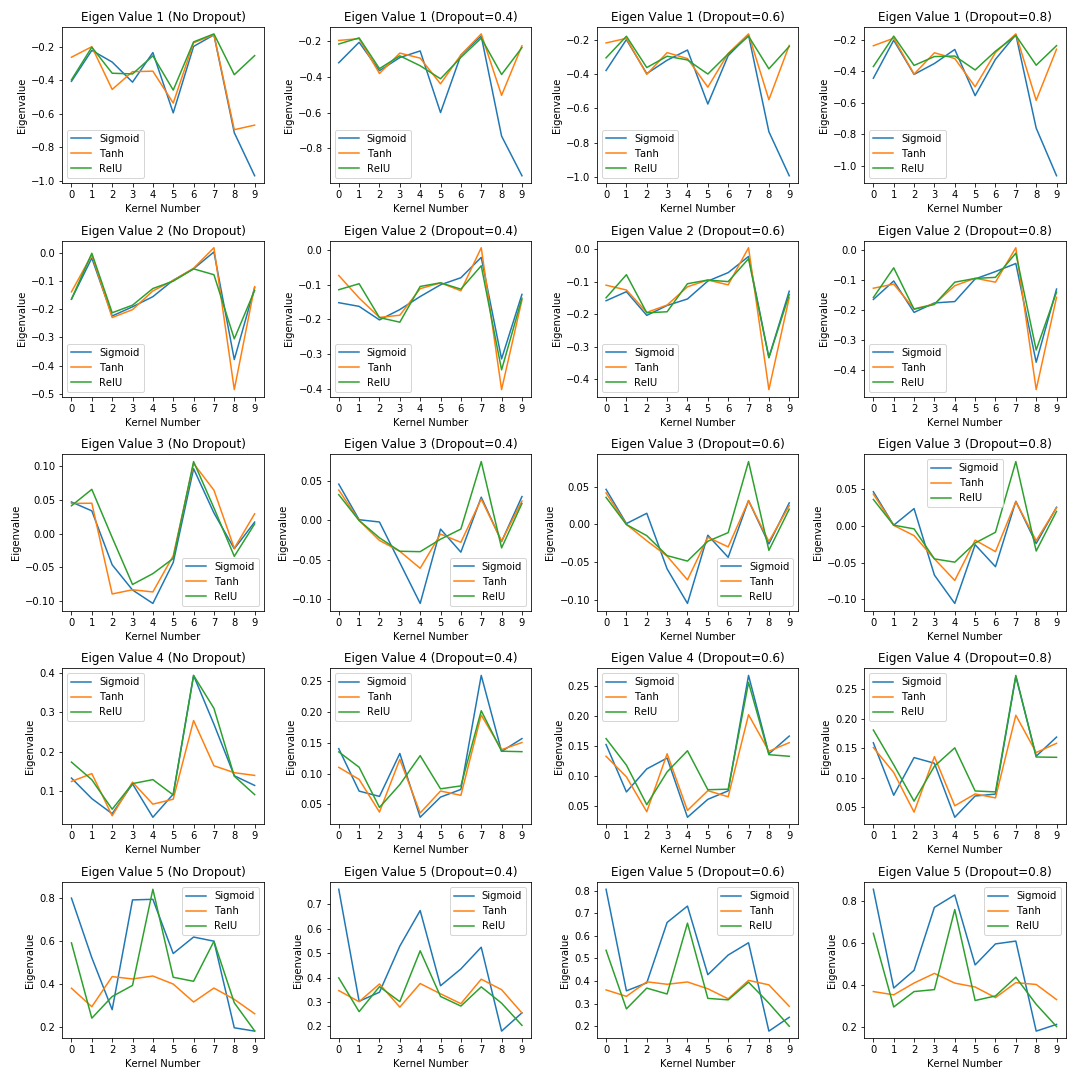 Eigen Value 1 (No Dropout)
Eigenvalue
−0.2
−0.4
−0.6
−0.8
−1.0
Sigmoid
Tanh
RelU
0 1 2 3 4 5 6 7 8 9
Kernel Number
Eigen Value 1 (Dropout=0.4)
Eigenvalue
−0.2
−0.4
−0.6
−0.8
Sigmoid
Tanh
RelU
0 1 2 3 4 5 6 7 8 9
Kernel Number
Eigen Value 1 (Dropout=0.6)
Eigenvalue
−0.2
−0.4
−0.6
−0.8
−1.0
Sigmoid
Tanh
RelU
0 1 2 3 4 5 6 7 8 9
Kernel Number
Eigen Value 1 (Dropout=0.8)
Eigenvalue
−0.2
−0.4
−0.6
−0.8
−1.0
Sigmoid
Tanh
RelU
0 1 2 3 4 5 6 7 8 9
Kernel Number
Eigen Value 2 (No Dropout)
Eigenvalue
0.0
−0.1
−0.2
−0.3
−0.4
−0.5
Sigmoid
Tanh
RelU
0 1 2 3 4 5 6 7 8 9
Kernel Number
Eigen Value 2 (Dropout=0.4)
Eigenvalue
0.0
−0.1
−0.2
−0.3
−0.4
Sigmoid
Tanh
RelU
0 1 2 3 4 5 6 7 8 9
Kernel Number
Eigen Value 2 (Dropout=0.6)
Eigenvalue
0.0
−0.1
−0.2
−0.3
−0.4
Sigmoid
Tanh
RelU
0 1 2 3 4 5 6 7 8 9
Kernel Number
Eigen Value 2 (Dropout=0.8)
Eigenvalue
0.0
−0.1
−0.2
−0.3
−0.4
Sigmoid
Tanh
RelU
0 1 2 3 4 5 6 7 8 9
Kernel Number
Eigen Value 3 (No Dropout)
Eigenvalue
0.10
0.05
0.00
−0.05
−0.10
Sigmoid
Tanh
RelU
0 1 2 3 4 5 6 7 8 9
Kernel Number
Eigen Value 3 (Dropout=0.4)
Eigenvalue
0.05
0.00
−0.05
−0.10
Sigmoid
Tanh
RelU
0 1 2 3 4 5 6 7 8 9
Kernel Number
Eigen Value 3 (Dropout=0.6)
Eigenvalue
0.05
0.00
−0.05
−0.10
Sigmoid
Tanh
RelU
0 1 2 3 4 5 6 7 8 9
Kernel Number
Eigen Value 3 (Dropout=0.8)
Eigenvalue
0.05
0.00
−0.05
−0.10
Sigmoid
Tanh
RelU
0 1 2 3 4 5 6 7 8 9
Kernel Number
Eigen Value 4 (No Dropout)
Eigenvalue
0.4
0.3
0.2
0.1
Sigmoid
Tanh
RelU
0 1 2 3 4 5 6 7 8 9
Kernel Number
Eigen Value 4 (Dropout=0.4)
Eigenvalue
0.25
0.20
0.15
0.10
0.05
Sigmoid
Tanh
RelU
0 1 2 3 4 5 6 7 8 9
Kernel Number
Eigen Value 4 (Dropout=0.6)
Eigenvalue
0.25
0.20
0.15
0.10
0.05
Sigmoid
Tanh
RelU
0 1 2 3 4 5 6 7 8 9
Kernel Number
Eigen Value 4 (Dropout=0.8)
Eigenvalue
0.25
0.20
0.15
0.10
0.05
Sigmoid
Tanh
RelU
0 1 2 3 4 5 6 7 8 9
Kernel Number
Eigen Value 5 (No Dropout)
Eigenvalue
0.8
0.6
0.4
0.2
Sigmoid
Tanh
RelU
0 1 2 3 4 5 6 7 8 9
Kernel Number
Eigen Value 5 (Dropout=0.4)
Eigenvalue
0.7
0.6
0.5
0.4
0.3
0.2
Sigmoid
Tanh
RelU
0 1 2 3 4 5 6 7 8 9
Kernel Number
Eigen Value 5 (Dropout=0.6)
Eigenvalue
0.8
0.7
0.6
0.5
0.4
0.3
0.2
Sigmoid
Tanh
RelU
0 1 2 3 4 5 6 7 8 9
Kernel Number
Eigen Value 5 (Dropout=0.8)
Eigenvalue
0.8
0.6
0.4
0.2
Sigmoid
Tanh
RelU
0 1 2 3 4 5 6 7 8 9
Kernel Number